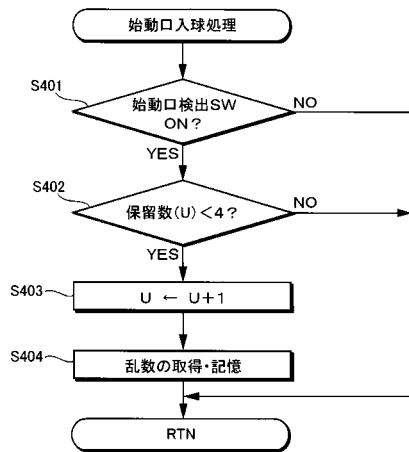 始動口入球処理
S401
始動口検出SW
ON?
NO
YES
S402
保留数(U)<4?
NO
YES
S403
U ← U+1
S404
乱数の取得・記憶
RTN